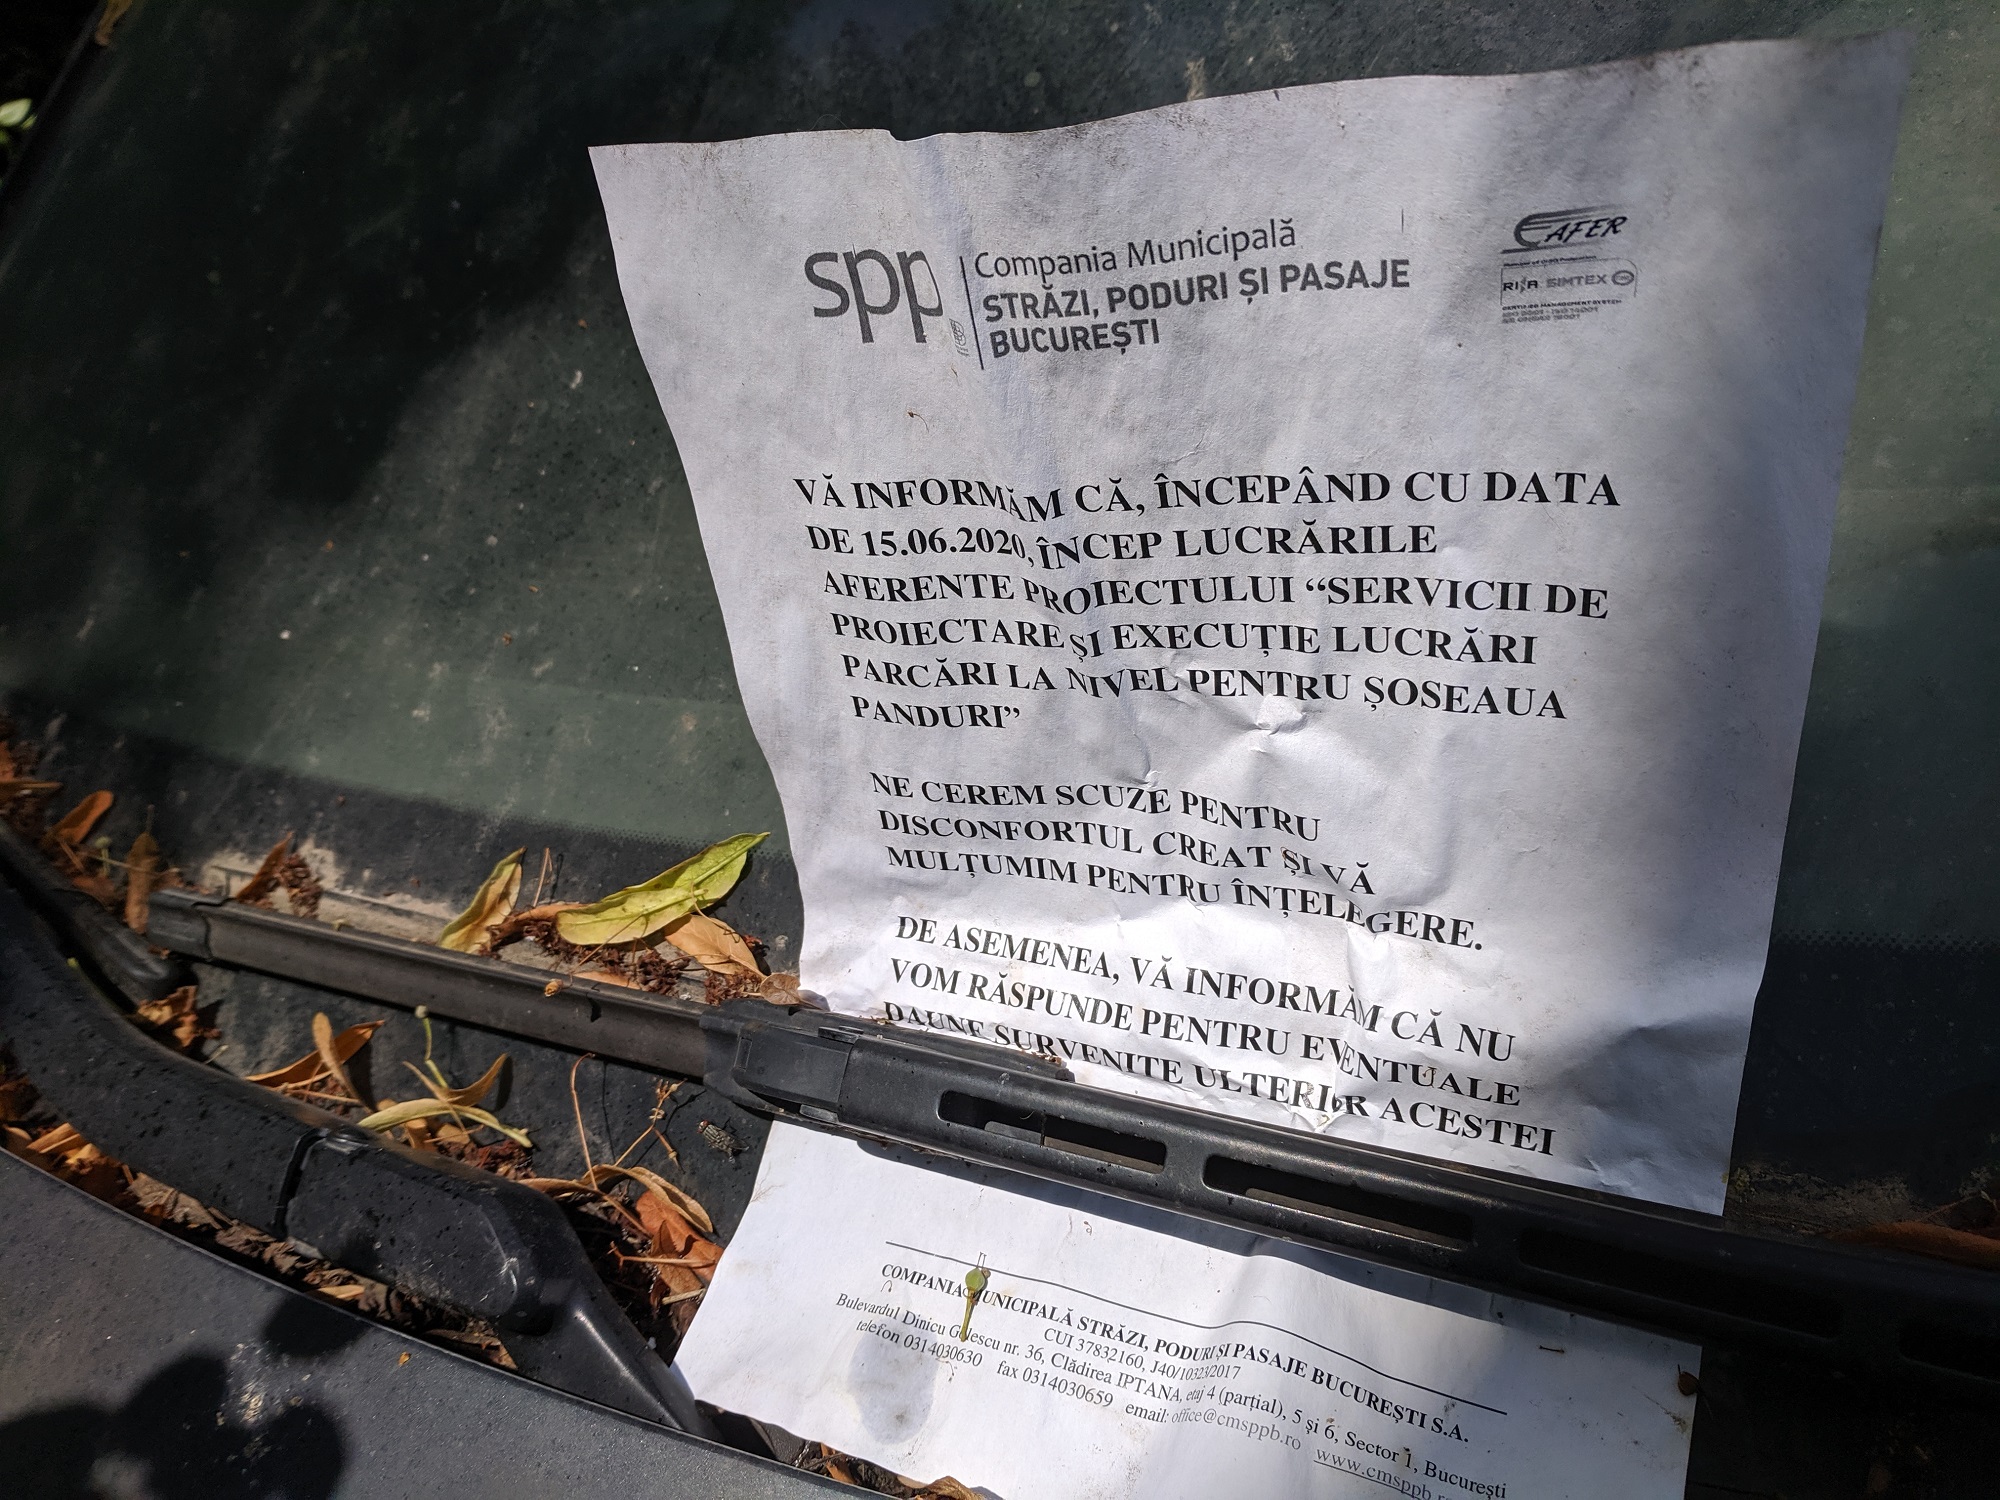 spp
Compania Municipală
STRĂZI, PODURI ȘI PASAJE
BUCUREȘTI
AFER
RINA SIMTEX
VĂ INFORMĂM CĂ, ÎNCEPÂND CU DATA
DE 15.06.2020, ÎNCEP LUCRĂRILE
AFERENTE PROIECTULUI “SERVICII DE
PROIECTARE ȘI EXECUȚIE LUCRĂRI
PARCĂRI LA NIVEL PENTRU ȘOSEAUA
PANDURI”
NE CEREM SCUZE PENTRU
DISCONFORTUL CREAT ȘI VĂ
MULȚUMIM PENTRU ÎNȚELEGERE.
DE ASEMENEA, VĂ INFORMĂM CĂ NU
VOM RĂSPUNDE PENTRU EVENTUALE
DAUNE SURVENITE ULTERIOR ACESTEI
COMPANIA MUNICIPALĂ STRĂZI, PODURI ȘI PASAJE BUCUREȘTI S.A.
CUI 37832160, J40/10323/2017
Bulevardul Dinicu Golescu nr. 36, Clădirea IPTANA, etaj 4 (parțial), 5 și 6, Sector 1, București
telefon 0314030630 fax 0314030659 email: office@cmsppb.ro www.cmsppb.ro